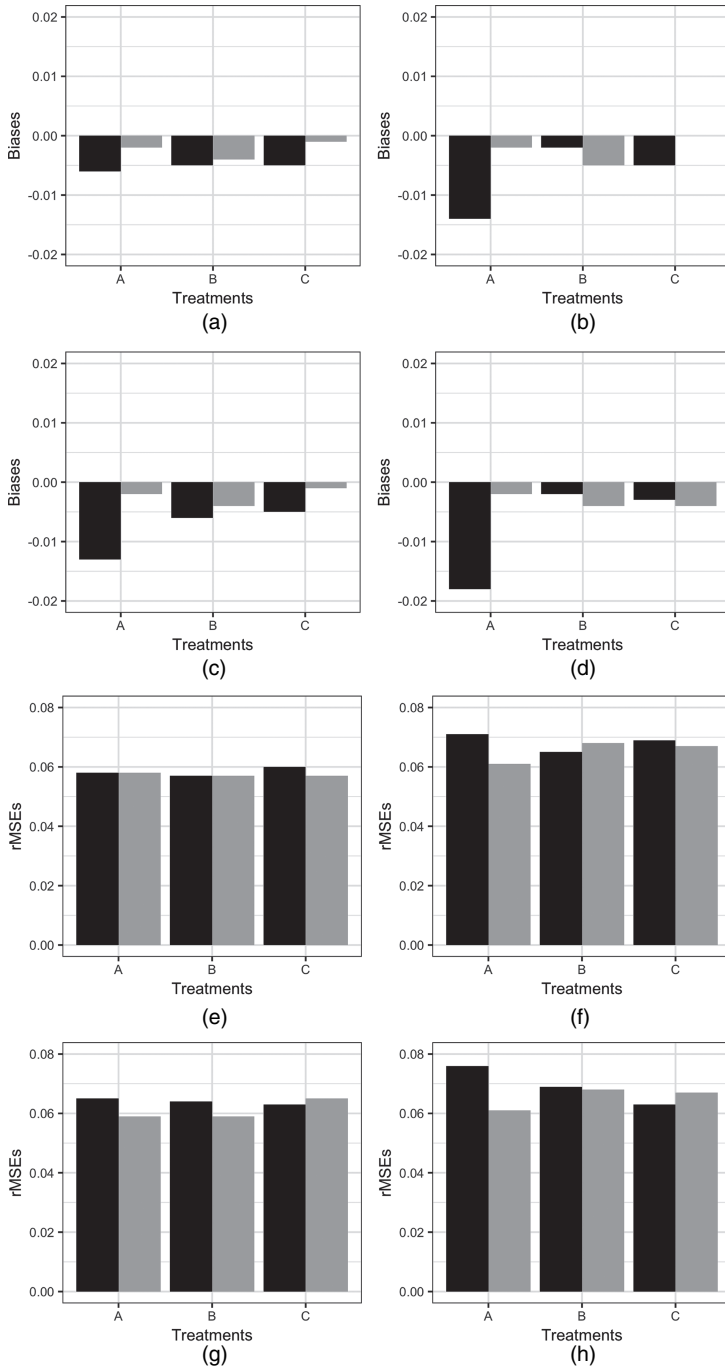 0.02
0.01
0.00
-0.01
-0.02
Biases
A B C
Treatments
(a)
0.02
0.01
0.00
-0.01
-0.02
Biases
A B C
Treatments
(b)
0.02
0.01
0.00
-0.01
-0.02
Biases
A B C
Treatments
(c)
0.02
0.01
0.00
-0.01
-0.02
Biases
A B C
Treatments
(d)
0.08
0.06
0.04
0.02
0.00
rMSEs
A B C
Treatments
(e)
0.08
0.06
0.04
0.02
0.00
rMSEs
A B C
Treatments
(f)
0.08
0.06
0.04
0.02
0.00
rMSEs
A B C
Treatments
(g)
0.08
0.06
0.04
0.02
0.00
rMSEs
A B C
Treatments
(h)